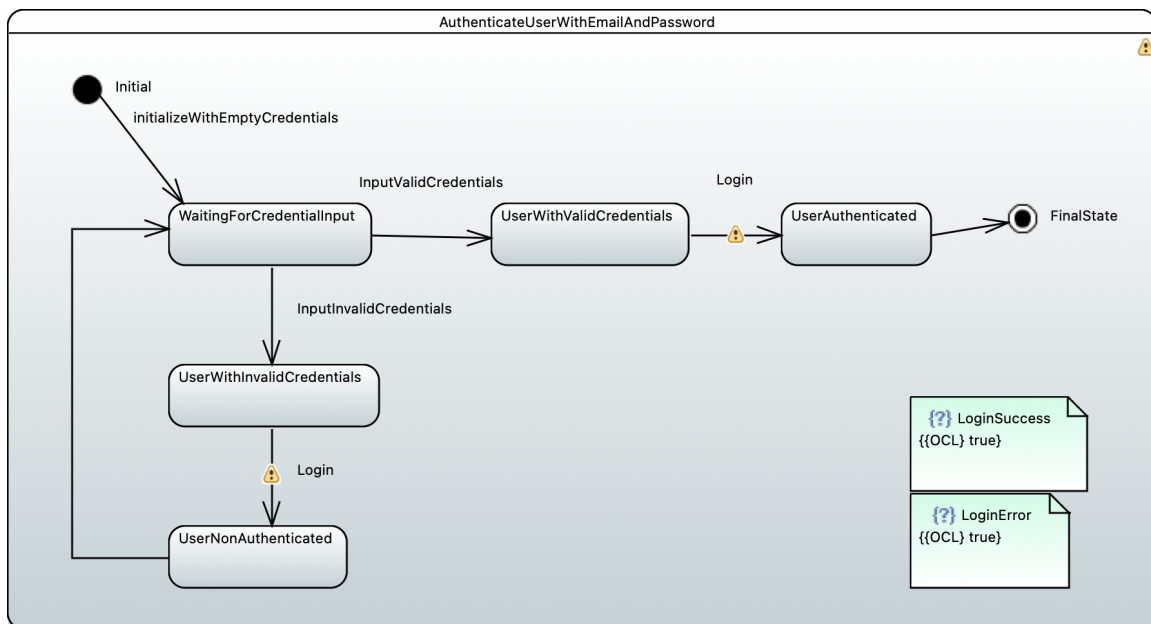 AuthenticateUserWithEmailAndPassword
Initial
initializeWithEmptyCredentials
InputValidCredentials
Login
WaitingForCredentialInput
UserWithValidCredentials
UserAuthenticated
FinalState
InputInvalidCredentials
UserWithInvalidCredentials
Login
UserNonAuthenticated
{?} LoginSuccess
{{OCL} true}
{?} LoginError
{{OCL} true}